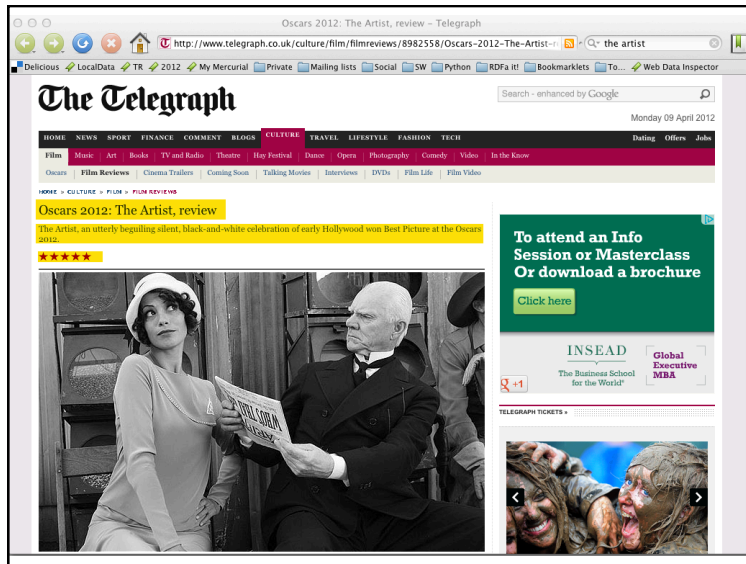 Oscars 2012: The Artist, review – Telegraph
http://www.telegraph.co.uk/culture/film/filmreviews/8982558/Oscars-2012-The-Artist-r
the artist
Delicious LocalData TR 2012 My Mercurial Private Mailing lists Social SW Python RDFa it! Bookmarklets To... Web Data Inspector
The Telegraph
Search - enhanced by Google
Monday 09 April 2012
HOME NEWS SPORT FINANCE COMMENT BLOGS CULTURE TRAVEL LIFESTYLE FASHION TECH Dating Offers Jobs
Film Music Art Books TV and Radio Theatre Hay Festival Dance Opera Photography Comedy Video In the Know
Oscars Film Reviews Cinema Trailers Coming Soon Talking Movies Interviews DVDs Film Life Film Video
HOME » CULTURE » FILM » FILM REVIEWS
Oscars 2012: The Artist, review
The Artist, an utterly beguiling silent, black-and-white celebration of early Hollywood won Best Picture at the Oscars
2012.
★★★★★
WHO'S THAT
To attend an Info
Session or Masterclass
Or download a brochure
Click here
INSEAD
The Business School
for the World®
Global
Executive
MBA
+1
TELEGRAPH TICKETS »